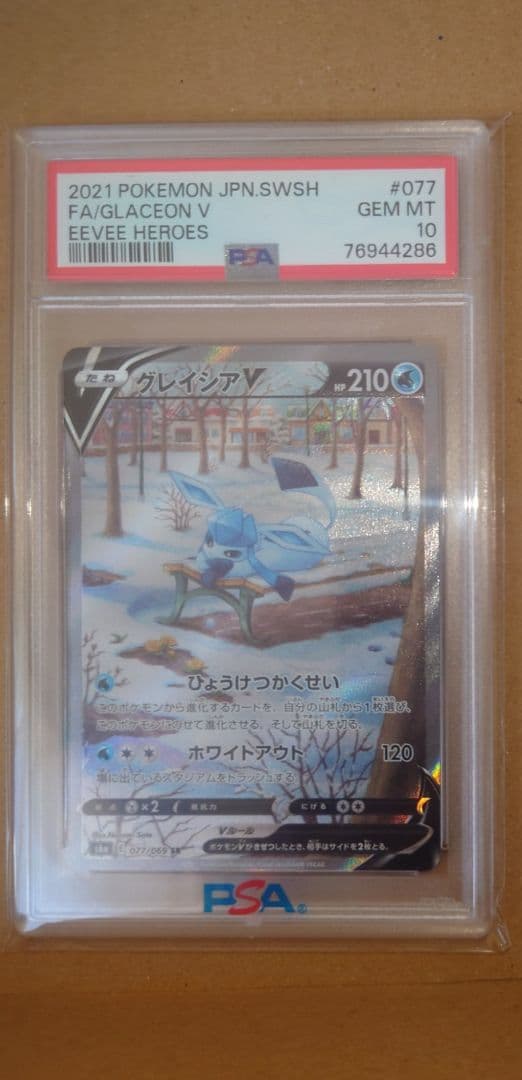 2021 POKEMON JPN.SWSH #077
FA/GLACEON V GEM MT
EEVEE HEROES 10
76944286
PSA
たね グレイシアV HP 210
ひょうけつかくせい
このポケモンから進化するカードを、自分の山札から1枚選び、
このポケモンにのせて進化させる。そして山札を切る。
ホワイトアウト 120
場に出ているスタジアムをトラッシュする
弱点 ×2 抵抗力 にげる
Vルール
ポケモンVがきぜつしたとき、相手はサイドを2枚とる。
S6a E 077/069 SR
PSA